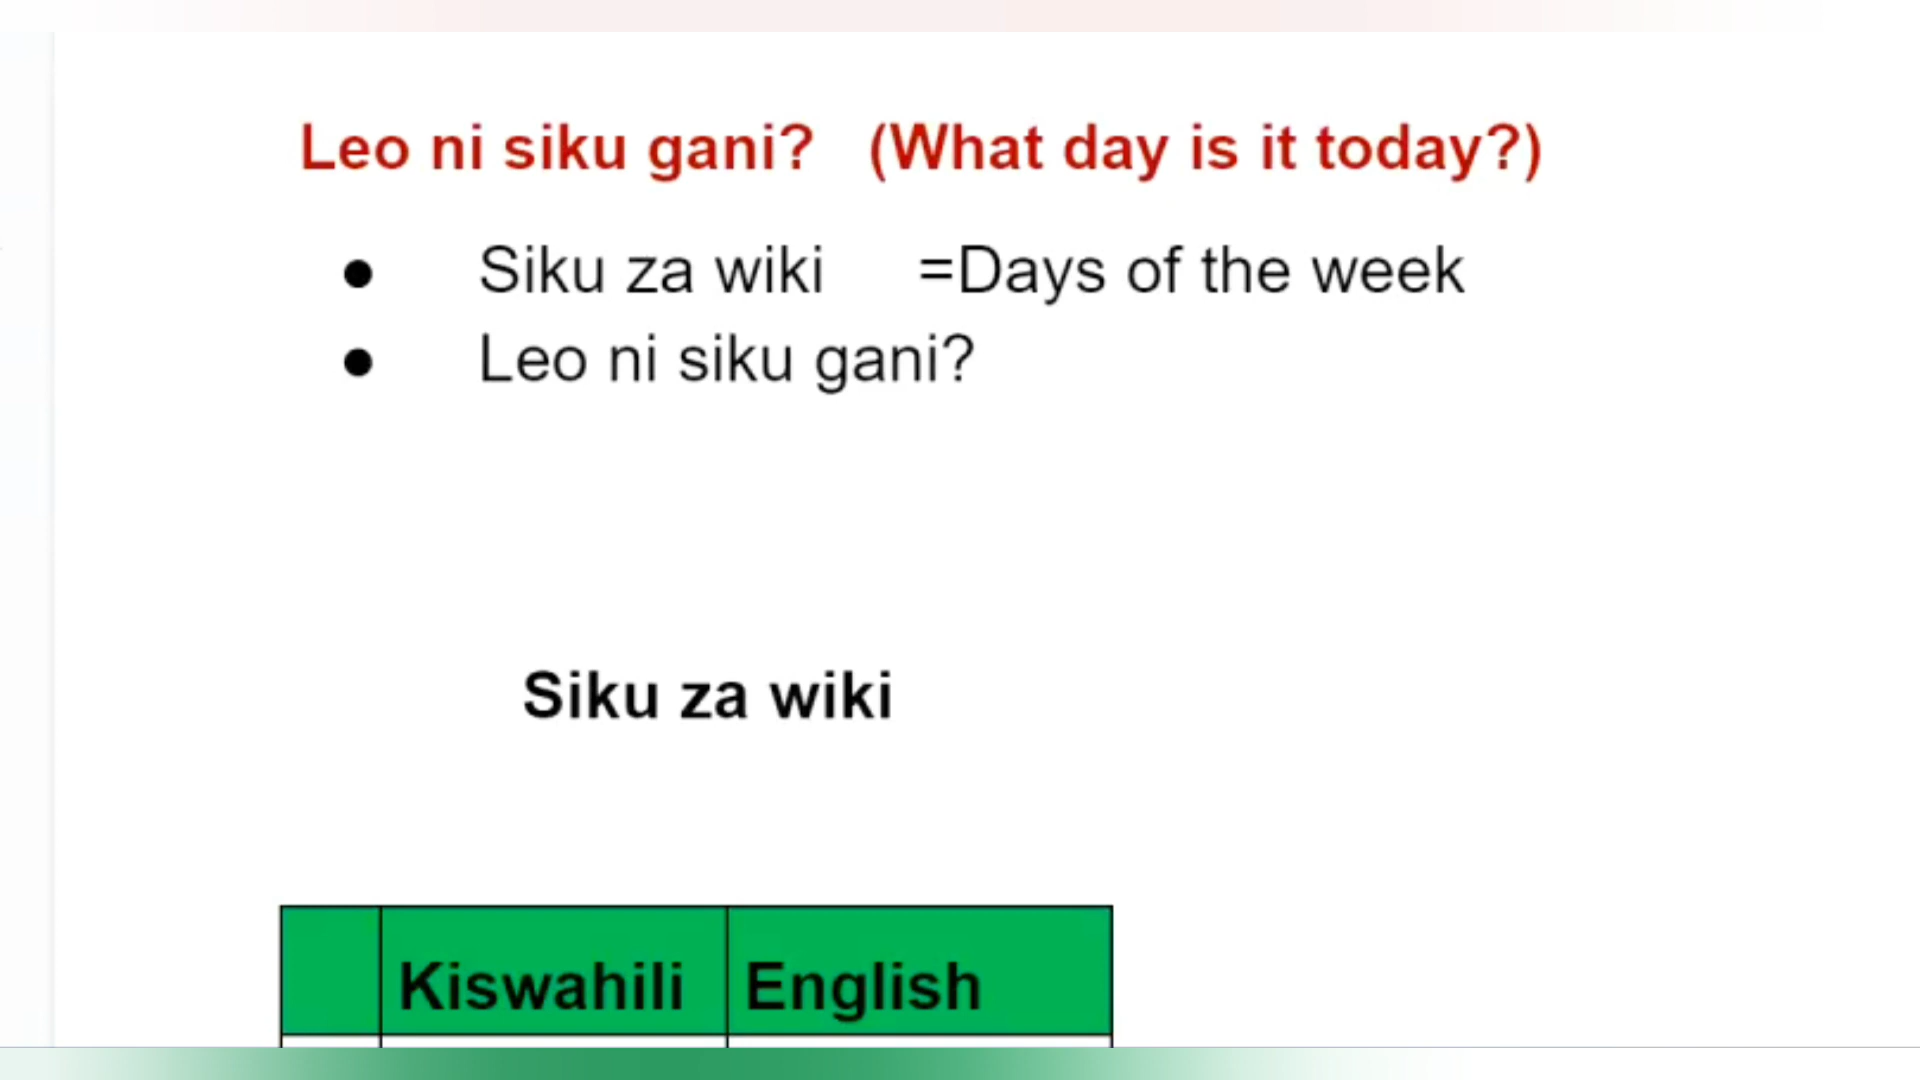 Leo ni siku gani? (What day is it today?)
● Siku za wiki =Days of the week
● Leo ni siku gani?
Siku za wiki
Kiswahili English